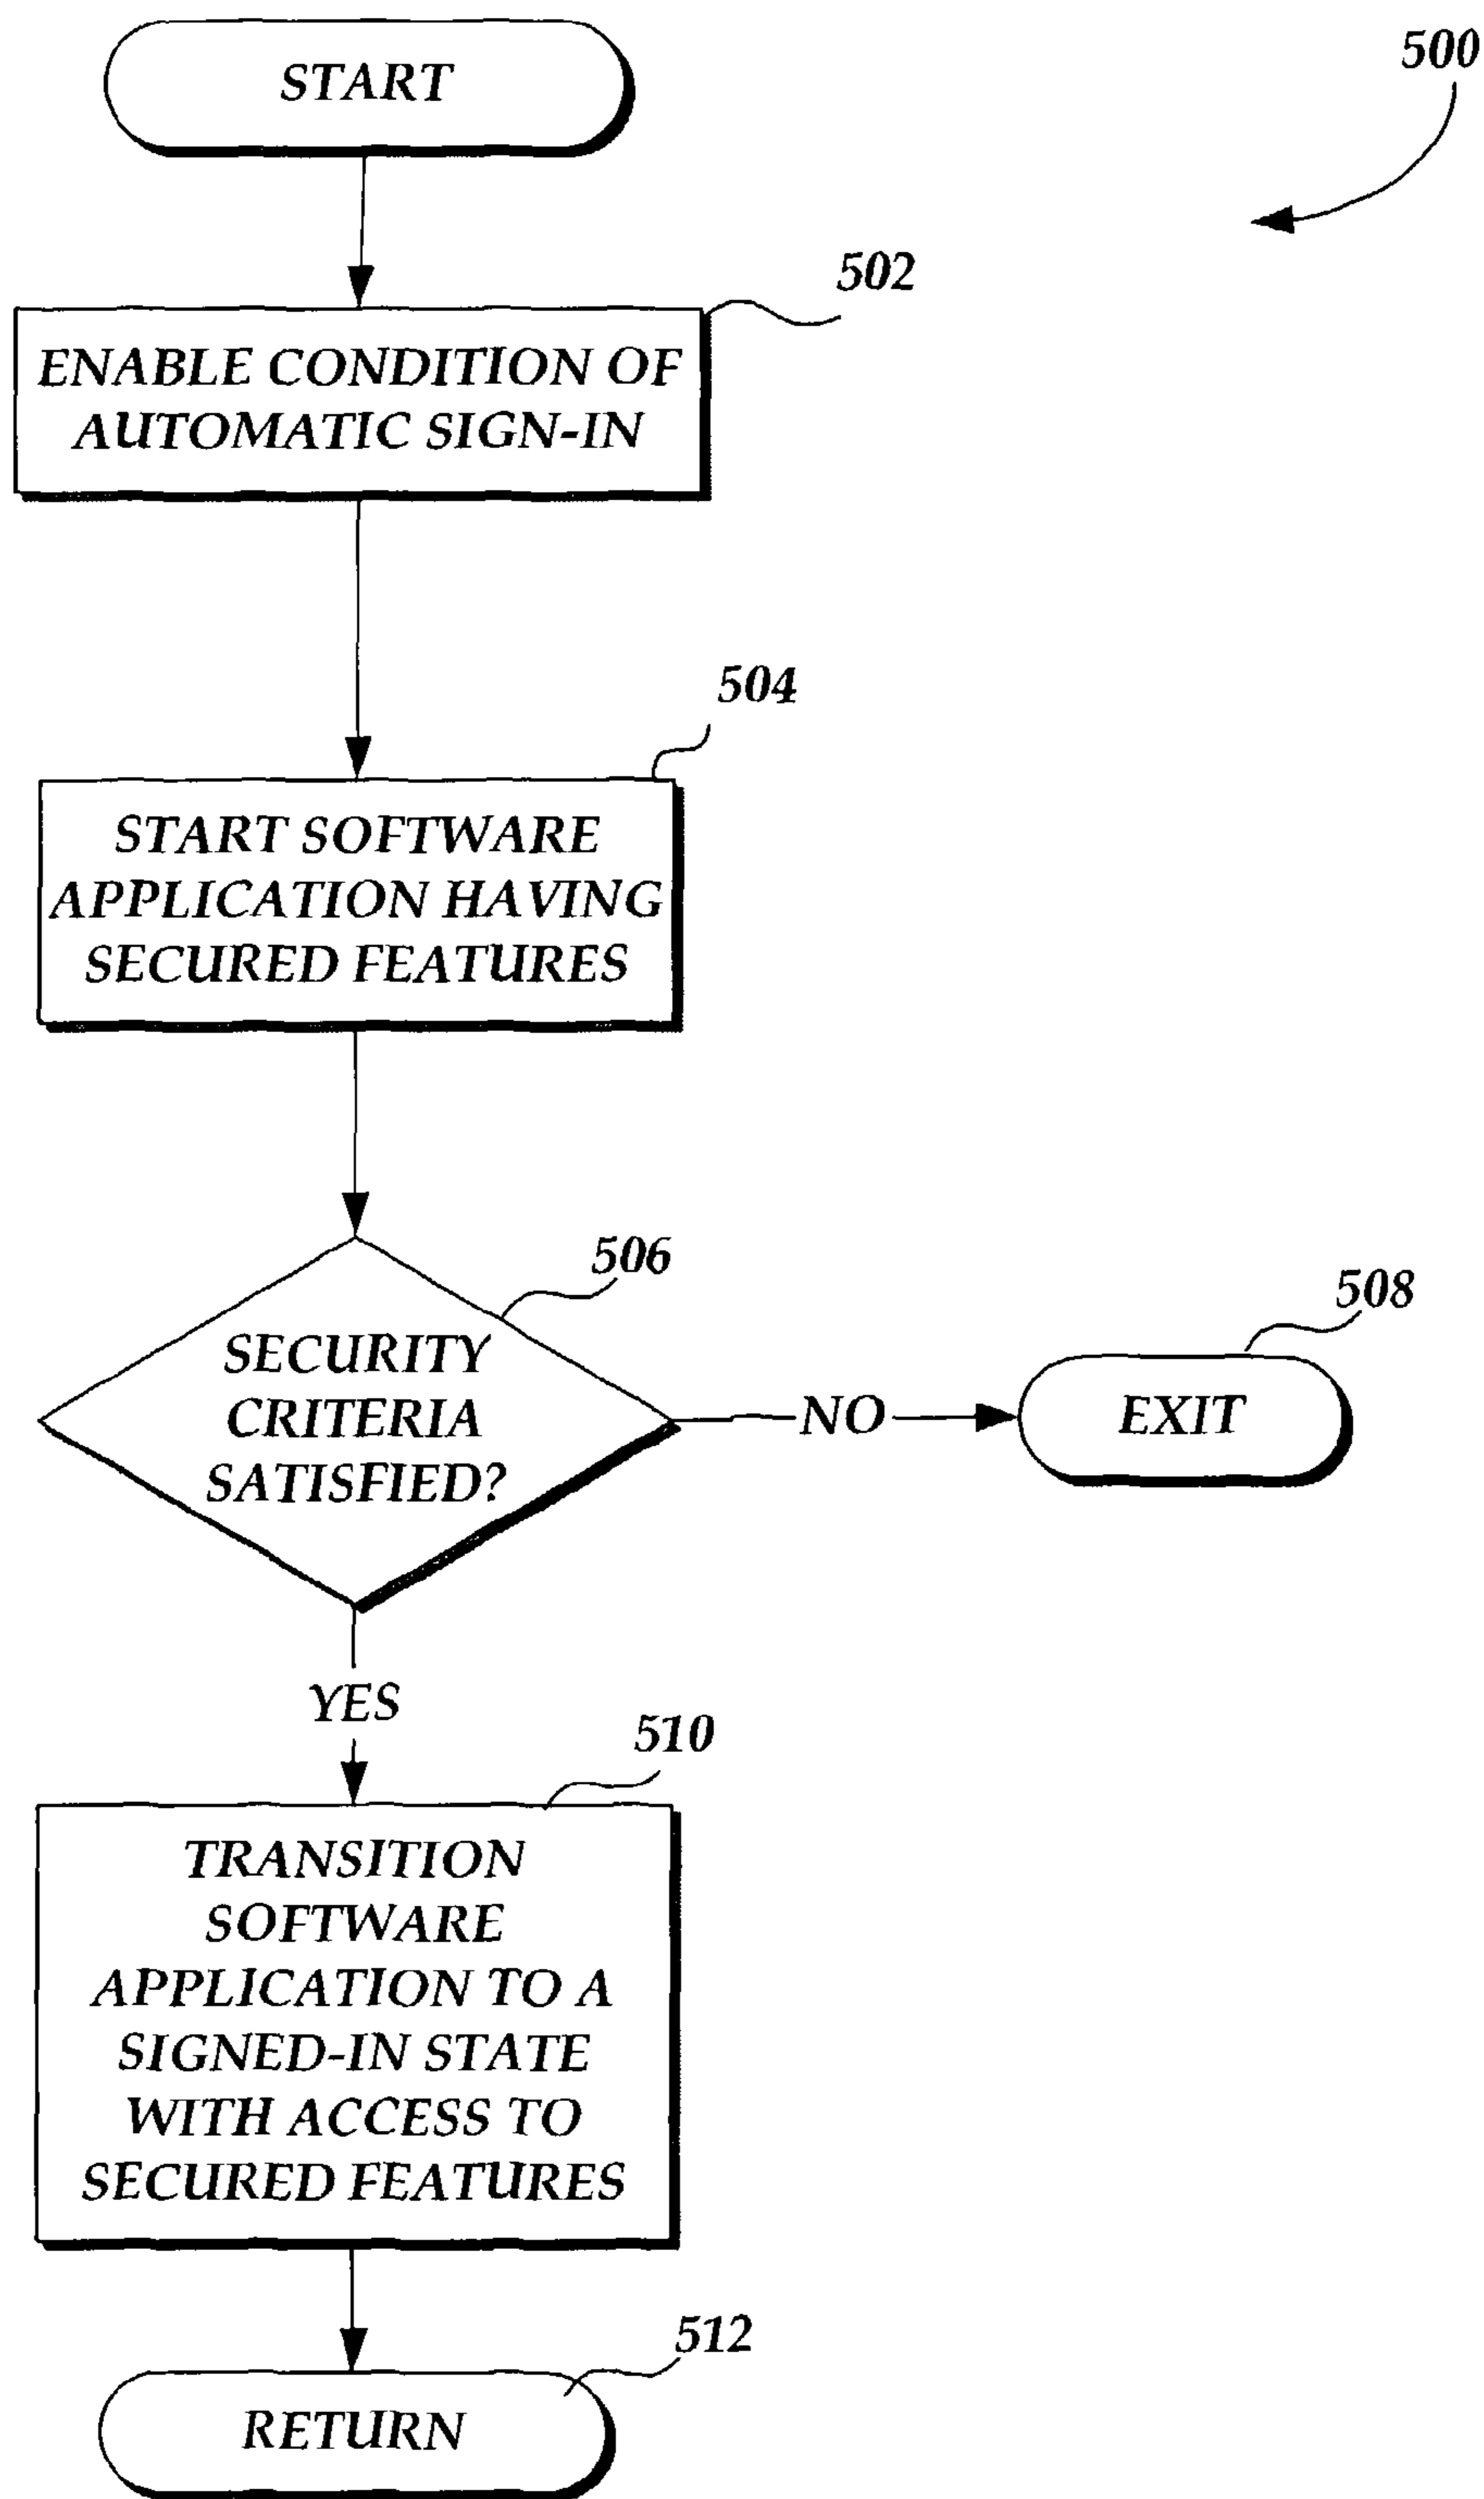 START
500
502
ENABLE CONDITION OF
AUTOMATIC SIGN-IN
504
START SOFTWARE
APPLICATION HAVING
SECURED FEATURES
506
508
SECURITY
CRITERIA
SATISFIED?
NO
EXIT
YES
510
TRANSITION
SOFTWARE
APPLICATION TO A
SIGNED-IN STATE
WITH ACCESS TO
SECURED FEATURES
512
RETURN